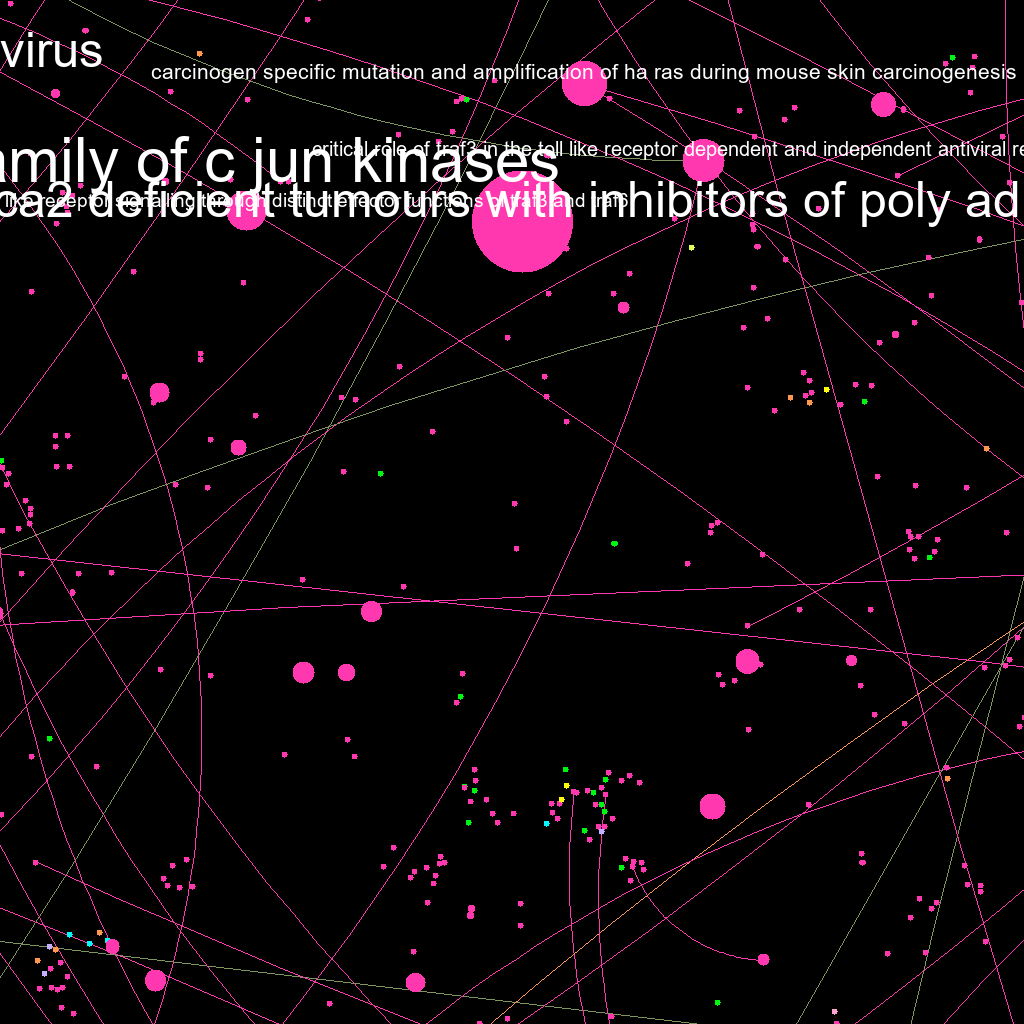 virus
carcinogen specific mutation and amplification of ha ras during mouse skin carcinogenesis
critical role of traf3 in the toll like receptor dependent and independent antiviral re
amily of c jun kinases
like receptor signaling through distinct effector functions of traf3 and traf6
ca2 deficient tumours with inhibitors of poly ad